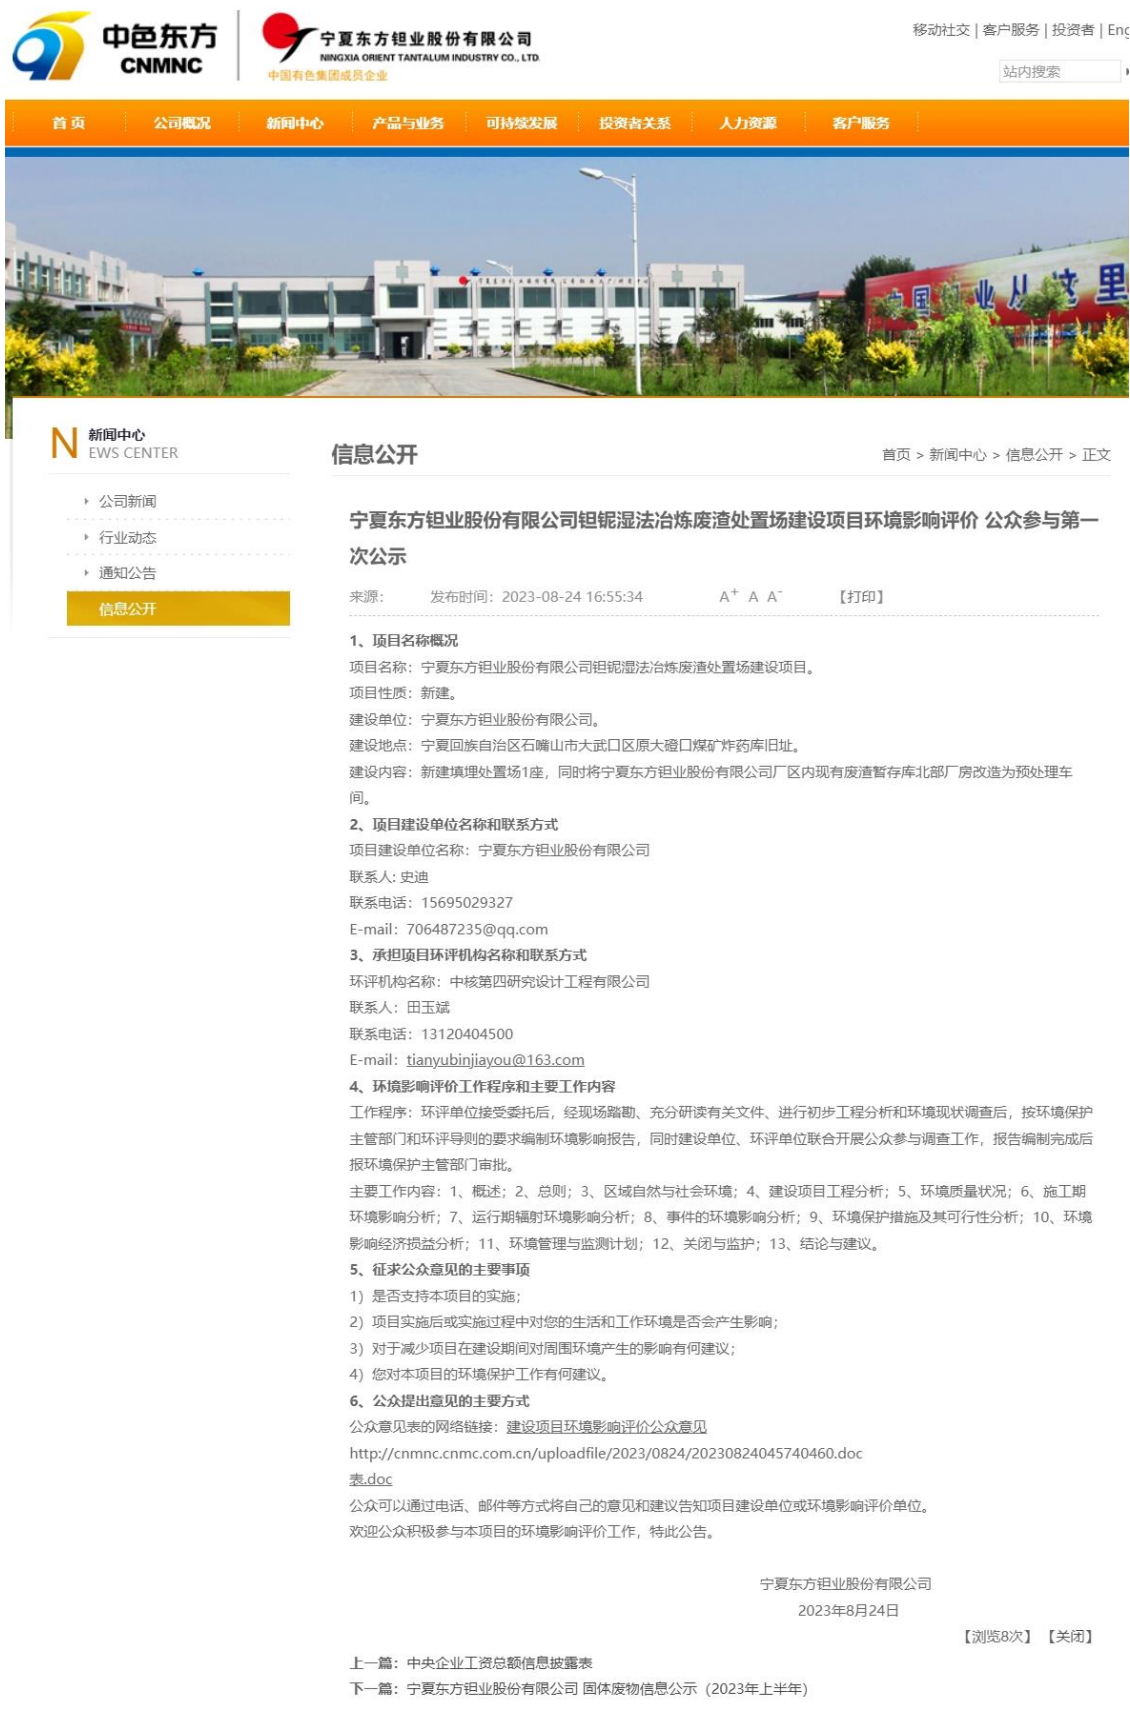 中色东方
CNMNC
宁夏东方钽业股份有限公司
NINGXIA ORIENT TANTALUM INDUSTRY CO., LTD.
中国有色集团成员企业
移动社交 | 客户服务 | 投资者 | Eng
站内搜索
首 页 公司概况 新闻中心 产品与业务 可持续发展 投资者关系 人力资源 客户服务
国 业从这里
N 新闻中心
EWS CENTER
公司新闻
行业动态
通知公告
信息公开
信息公开
首页 > 新闻中心 > 信息公开 > 正文
宁夏东方钽业股份有限公司钽铌湿法冶炼废渣处置场建设项目环境影响评价 公众参与第一
次公示
来源： 发布时间：2023-08-24 16:55:34 A+ A A- 【打印】
1、项目名称概况
项目名称：宁夏东方钽业股份有限公司钽铌湿法冶炼废渣处置场建设项目。
项目性质：新建。
建设单位：宁夏东方钽业股份有限公司。
建设地点：宁夏回族自治区石嘴山市大武口区原大磴口煤矿炸药库旧址。
建设内容：新建填埋处置场1座，同时将宁夏东方钽业股份有限公司厂区内现有废渣暂存库北部厂房改造为预处理车
间。
2、项目建设单位名称和联系方式
项目建设单位名称：宁夏东方钽业股份有限公司
联系人: 史迪
联系电话：15695029327
E-mail：706487235@qq.com
3、承担项目环评机构名称和联系方式
环评机构名称：中核第四研究设计工程有限公司
联系人：田玉斌
联系电话：13120404500
E-mail：tianyubinjiayou@163.com
4、环境影响评价工作程序和主要工作内容
工作程序：环评单位接受委托后，经现场踏勘、充分研读有关文件、进行初步工程分析和环境现状调查后，按环境保护
主管部门和环评导则的要求编制环境影响报告，同时建设单位、环评单位联合开展公众参与调查工作，报告编制完成后
报环境保护主管部门审批。
主要工作内容：1、概述；2、总则；3、区域自然与社会环境；4、建设项目工程分析；5、环境质量状况；6、施工期
环境影响分析；7、运行期辐射环境影响分析；8、事件的环境影响分析；9、环境保护措施及其可行性分析；10、环境
影响经济损益分析；11、环境管理与监测计划；12、关闭与监护；13、结论与建议。
5、征求公众意见的主要事项
1）是否支持本项目的实施；
2）项目实施后或实施过程中对您的生活和工作环境是否会产生影响；
3）对于减少项目在建设期间对周围环境产生的影响有何建议；
4）您对本项目的环境保护工作有何建议。
6、公众提出意见的主要方式
公众意见表的网络链接：建设项目环境影响评价公众意见
http://cnmnc.cnmc.com.cn/uploadfile/2023/0824/20230824045740460.doc
表.doc
公众可以通过电话、邮件等方式将自己的意见和建议告知项目建设单位或环境影响评价单位。
欢迎公众积极参与本项目的环境影响评价工作，特此公告。
宁夏东方钽业股份有限公司
2023年8月24日
【浏览8次】 【关闭】
上一篇：中央企业工资总额信息披露表
下一篇：宁夏东方钽业股份有限公司 固体废物信息公示（2023年上半年）